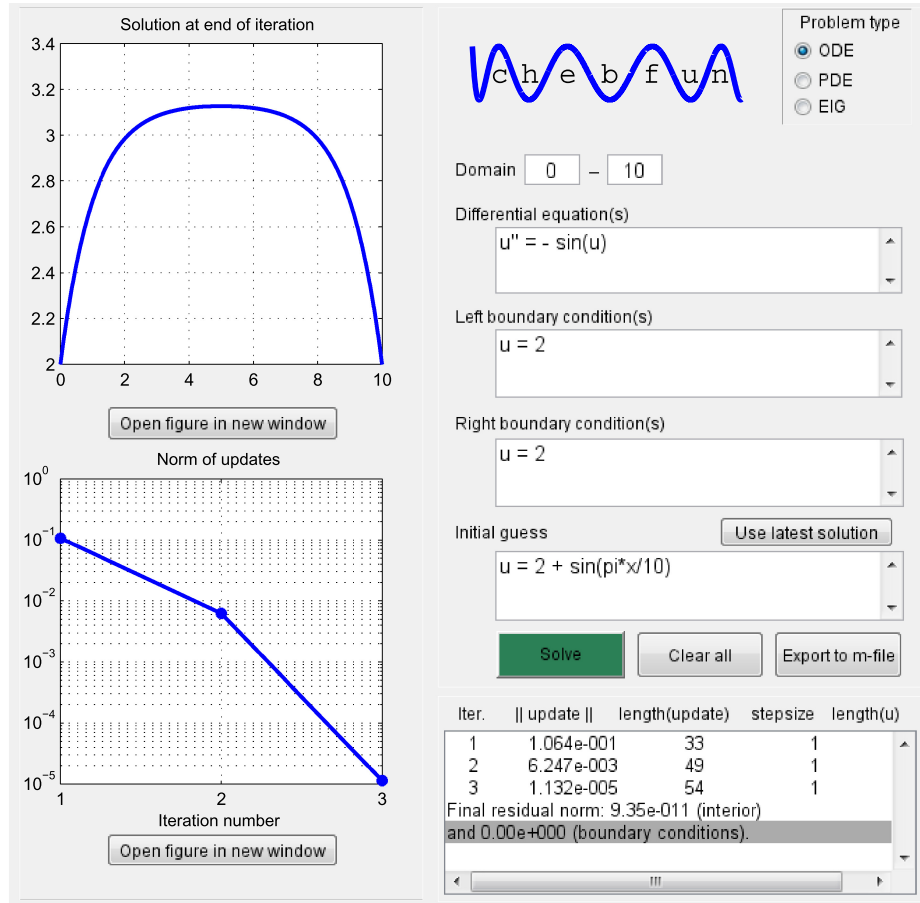 Solution at end of iteration
3.4
3.2
3
2.8
2.6
2.4
2.2
2
0 2 4 6 8 10
Open figure in new window
Norm of updates
10^0
10^−1
10^−2
10^−3
10^−4
10^−5
1 2 3
Iteration number
Open figure in new window
chebfun
Problem type
ODE
PDE
EIG
Domain 0 – 10
Differential equation(s)
u'' = - sin(u)
Left boundary condition(s)
u = 2
Right boundary condition(s)
u = 2
Initial guess Use latest solution
u = 2 + sin(pi*x/10)
Solve Clear all Export to m-file
Iter. || update || length(update) stepsize length(u)
1 1.064e-001 33 1
2 6.247e-003 49 1
3 1.132e-005 54 1
Final residual norm: 9.35e-011 (interior)
and 0.00e+000 (boundary conditions).